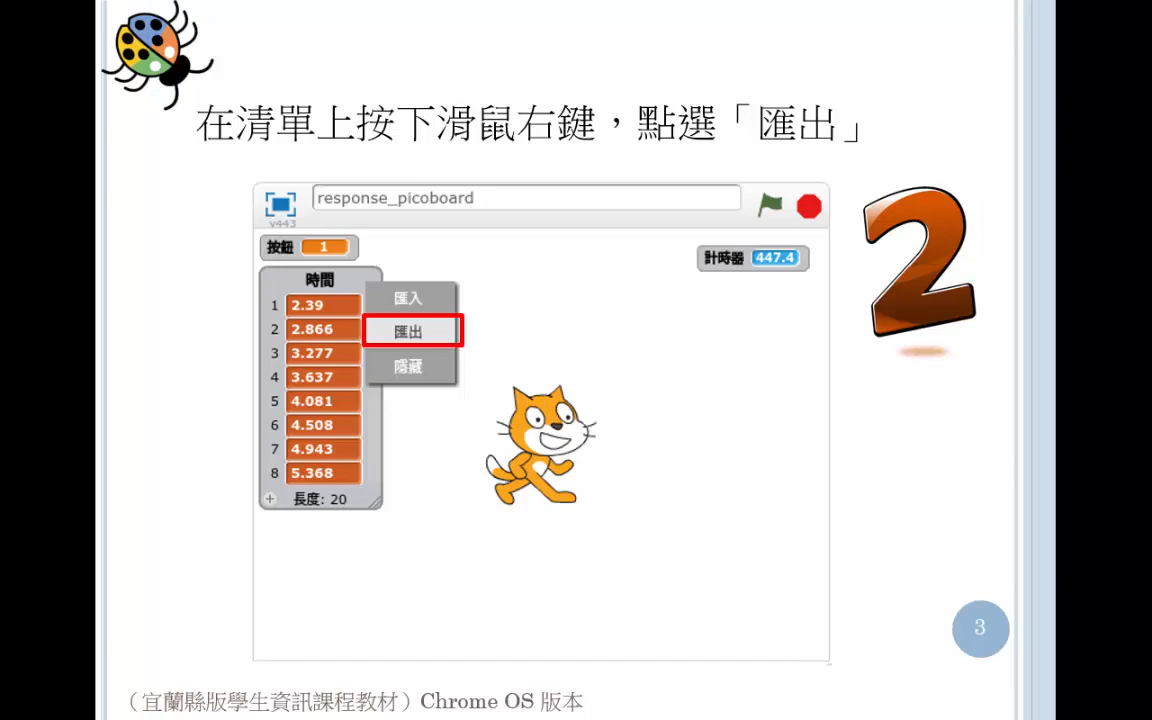 在清單上按下滑鼠右鍵，點選「匯出」
response_picoboard
v443
按鈕 1
計時器 447.4
時間
1 2.39
2 2.866
3 3.277
4 3.637
5 4.081
6 4.508
7 4.943
8 5.368
+ 長度: 20
匯入
匯出
隱藏
2
3
（宜蘭縣版學生資訊課程教材）Chrome OS 版本